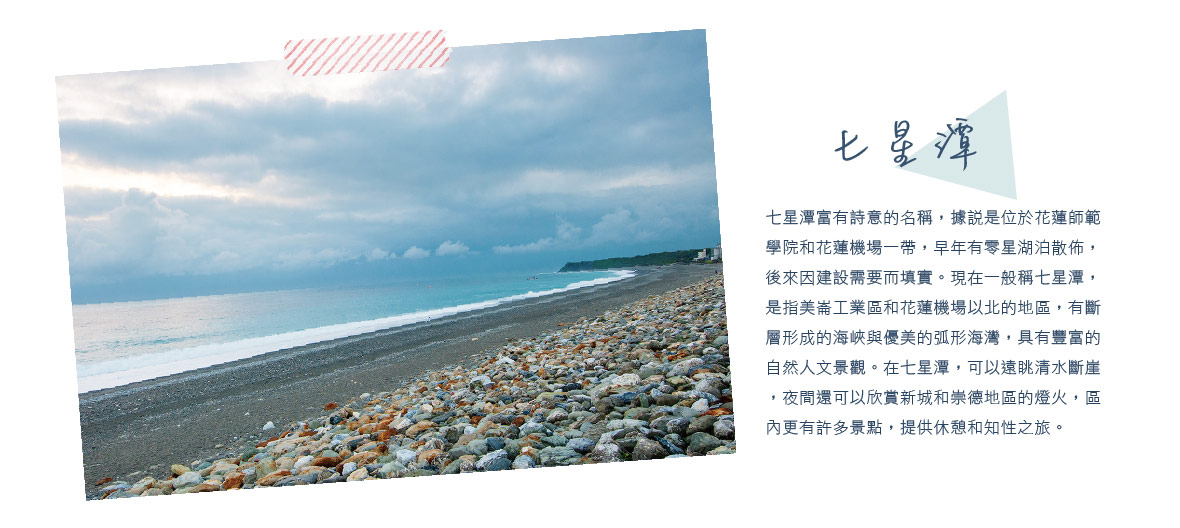 七星潭
七星潭富有詩意的名稱，據說是位於花蓮師範
學院和花蓮機場一帶，早年有零星湖泊散佈，
後來因建設需要而填實。現在一般稱七星潭，
是指美崙工業區和花蓮機場以北的地區，有斷
層形成的海峽與優美的弧形海灣，具有豐富的
自然人文景觀。在七星潭，可以遠眺清水斷崖
，夜間還可以欣賞新城和崇德地區的燈火，區
內更有許多景點，提供休憩和知性之旅。